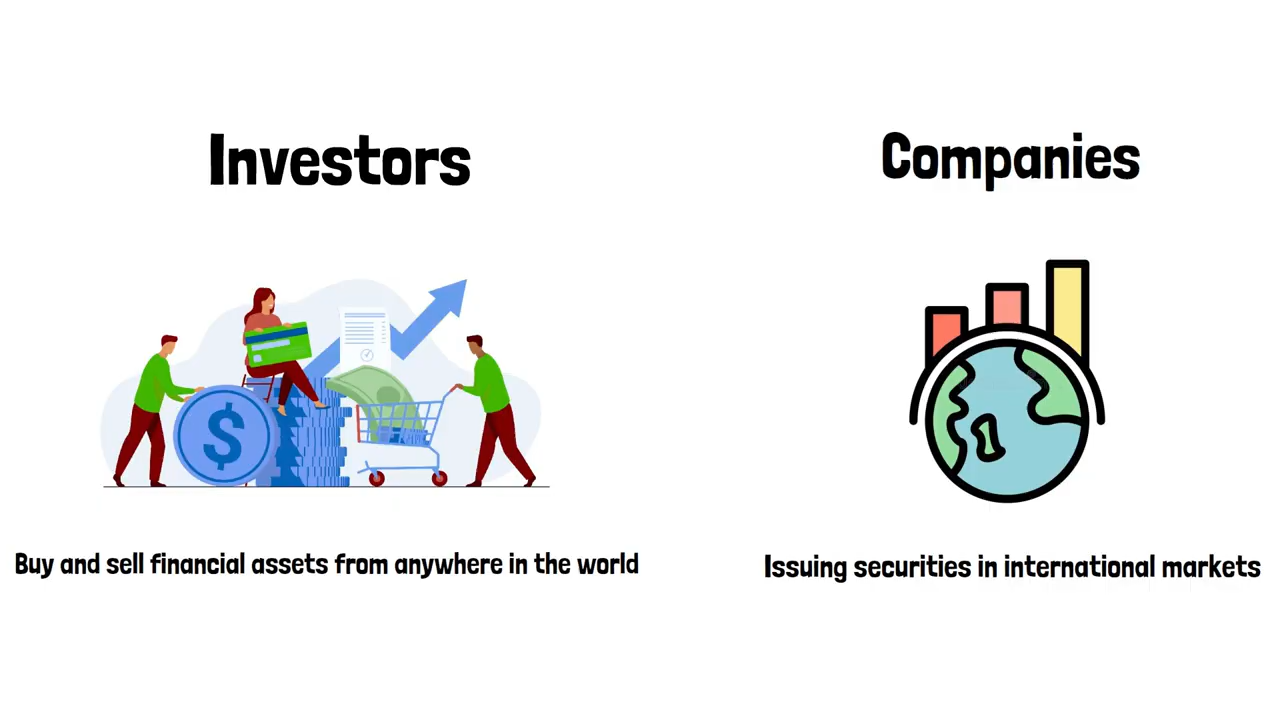 Investors
Companies
$
Buy and sell financial assets from anywhere in the world
Issuing securities in international markets